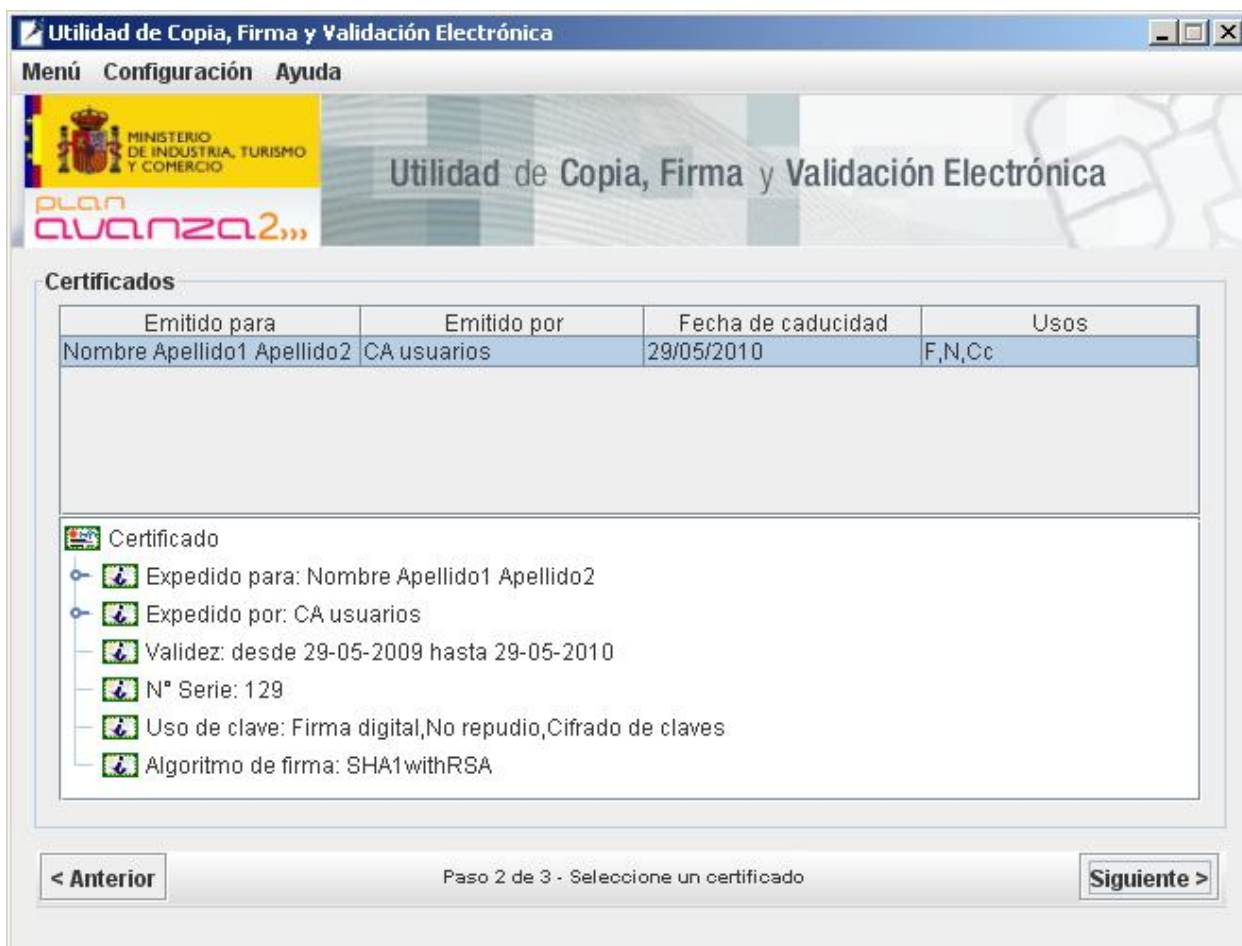 Utilidad de Copia, Firma y Validación Electrónica
Menú Configuración Ayuda
MINISTERIO
DE INDUSTRIA, TURISMO
Y COMERCIO
PLAN
avanza2
Utilidad de Copia, Firma y Validación Electrónica
Certificados
Emitido para Emitido por Fecha de caducidad Usos
Nombre Apellido1 Apellido2 CA usuarios 29/05/2010 F,N,Cc
Certificado
Expedido para: Nombre Apellido1 Apellido2
Expedido por: CA usuarios
Validez: desde 29-05-2009 hasta 29-05-2010
N° Serie: 129
Uso de clave: Firma digital,No repudio,Cifrado de claves
Algoritmo de firma: SHA1withRSA
< Anterior Paso 2 de 3 - Seleccione un certificado Siguiente >